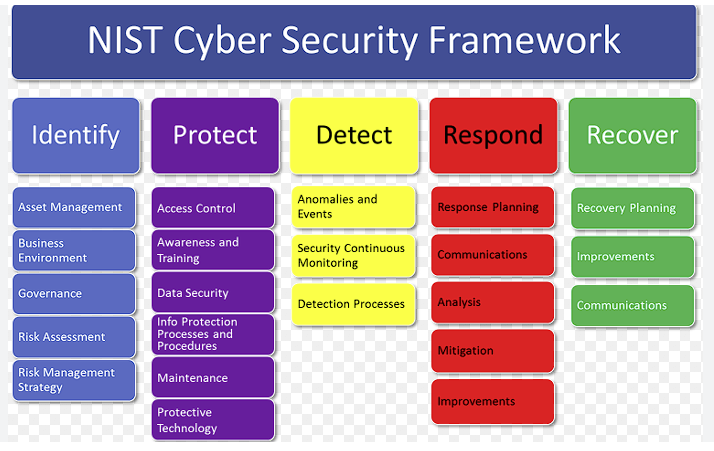 NIST Cyber Security Framework
Identify
Protect
Detect
Respond
Recover
Asset Management
Business
Environment
Governance
Risk Assessment
Risk Management
Strategy
Access Control
Awareness and
Training
Data Security
Info Protection
Processes and
Procedures
Maintenance
Protective
Technology
Anomalies and
Events
Security Continuous
Monitoring
Detection Processes
Response Planning
Communications
Analysis
Mitigation
Improvements
Recovery Planning
Improvements
Communications